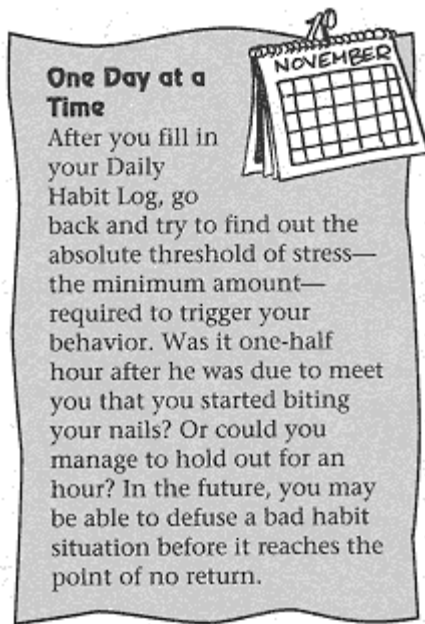 NOVEMBER
One Day at a
Time
After you fill in
your Daily
Habit Log, go
back and try to find out the
absolute threshold of stress—
the minimum amount—
required to trigger your
behavior. Was it one-half
hour after he was due to meet
you that you started biting
your nails? Or could you
manage to hold out for an
hour? In the future, you may
be able to defuse a bad habit
situation before it reaches the
point of no return.